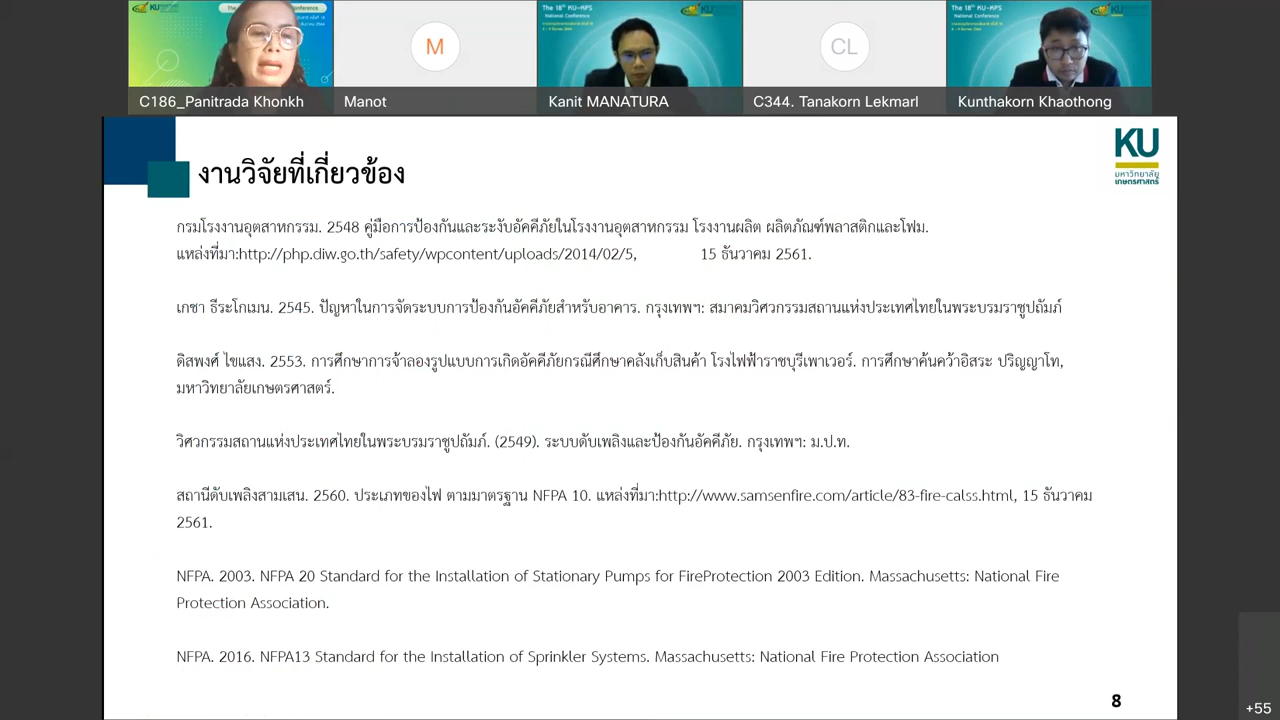 The 18th KU-KPS
National Conference
The 18th KU-KPS
National Conference
M
CL
C186_Panitrada Khonkh
Manot
Kanit MANATURA
C344. Tanakorn Lekmarl
Kunthakorn Khaothong
KU
มหาวิทยาลัย
เกษตรศาสตร์
งานวิจัยที่เกี่ยวข้อง
กรมโรงงานอุตสาหกรรม. 2548 คู่มือการป้องกันและระงับอัคคีภัยในโรงงานอุตสาหกรรม โรงงานผลิต ผลิตภัณฑ์พลาสติกและโฟม.
แหล่งที่มา:http://php.diw.go.th/safety/wpcontent/uploads/2014/02/5, 15 ธันวาคม 2561.
เกชา ธีระโกเมน. 2545. ปัญหาในการจัดระบบการป้องกันอัคคีภัยสำหรับอาคาร. กรุงเทพฯ: สมาคมวิศวกรรมสถานแห่งประเทศไทยในพระบรมราชูปถัมภ์
ดิสพงศ์ ไขแสง. 2553. การศึกษาการจำลองรูปแบบการเกิดอัคคีภัยกรณีศึกษาคลังเก็บสินค้า โรงไฟฟ้าราชบุรีเพาเวอร์. การศึกษาค้นคว้าอิสระ ปริญญาโท,
มหาวิทยาลัยเกษตรศาสตร์.
วิศวกรรมสถานแห่งประเทศไทยในพระบรมราชูปถัมภ์. (2549). ระบบดับเพลิงและป้องกันอัคคีภัย. กรุงเทพฯ: ม.ป.ท.
สถานีดับเพลิงสามเสน. 2560. ประเภทของไฟ ตามมาตรฐาน NFPA 10. แหล่งที่มา:http://www.samsenfire.com/article/83-fire-calss.html, 15 ธันวาคม
2561.
NFPA. 2003. NFPA 20 Standard for the Installation of Stationary Pumps for FireProtection 2003 Edition. Massachusetts: National Fire
Protection Association.
NFPA. 2016. NFPA13 Standard for the Installation of Sprinkler Systems. Massachusetts: National Fire Protection Association
8
+55